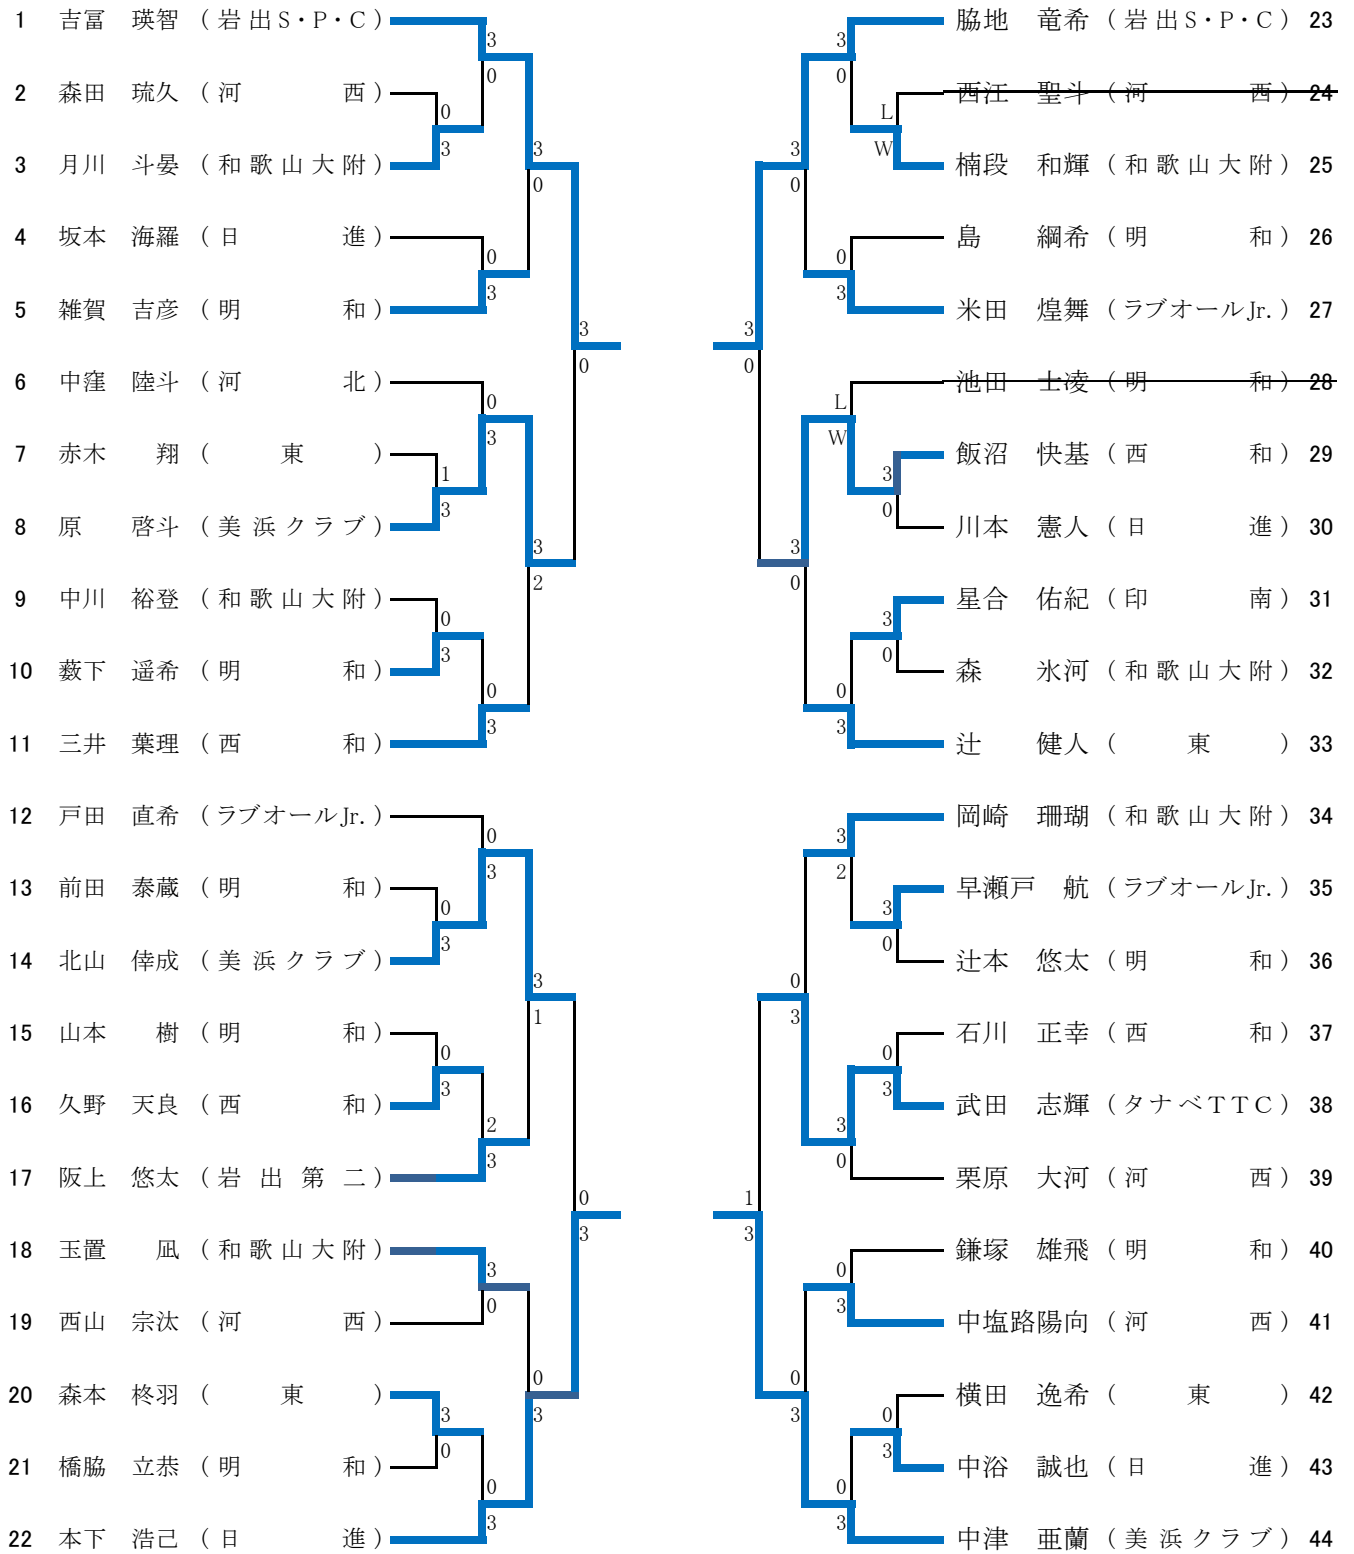 1 吉冨 瑛智 (岩出S・P・C)
3
0
2 森田 琉久 (河 西)
0
3
3 月川 斗晏 (和歌山大附)
3
0
4 坂本 海羅 (日 進)
0
3
5 雑賀 吉彦 (明 和)
3
0
6 中窪 陸斗 (河 北)
0
3
7 赤木 翔 (東)
1
3
8 原 啓斗 (美浜クラブ)
3
2
9 中川 裕登 (和歌山大附)
0
3
10 薮下 遥希 (明 和)
0
3
11 三井 葉理 (西 和)
12 戸田 直希 (ラブオールJr.)
0
3
13 前田 泰蔵 (明 和)
0
3
14 北山 倖成 (美浜クラブ)
3
1
15 山本 樹 (明 和)
0
3
16 久野 天良 (西 和)
2
3
17 阪上 悠太 (岩出第二)
0
3
18 玉置 凪 (和歌山大附)
3
0
19 西山 宗汰 (河 西)
0
3
20 森本 柊羽 (東)
3
0
21 橋脇 立恭 (明 和)
0
3
22 本下 浩己 (日 進)
脇地 竜希 (岩出S・P・C) 23
3
0
西江 聖斗 (河 西) 24
L
W
楠段 和輝 (和歌山大附) 25
3
0
島 綱希 (明 和) 26
0
3
米田 煌舞 (ラブオールJr.) 27
3
0
池田 士凌 (明 和) 28
L
W
飯沼 快基 (西 和) 29
3
0
川本 憲人 (日 進) 30
3
0
星合 佑紀 (印 南) 31
3
0
森 氷河 (和歌山大附) 32
0
3
辻 健人 (東) 33
岡崎 珊瑚 (和歌山大附) 34
3
2
早瀬戸 航 (ラブオールJr.) 35
3
0
辻本 悠太 (明 和) 36
0
3
石川 正幸 (西 和) 37
0
3
武田 志輝 (タナベTTC) 38
3
0
栗原 大河 (河 西) 39
1
3
鎌塚 雄飛 (明 和) 40
0
3
中塩路陽向 (河 西) 41
0
3
横田 逸希 (東) 42
0
3
中浴 誠也 (日 進) 43
0
3
中津 亜蘭 (美浜クラブ) 44